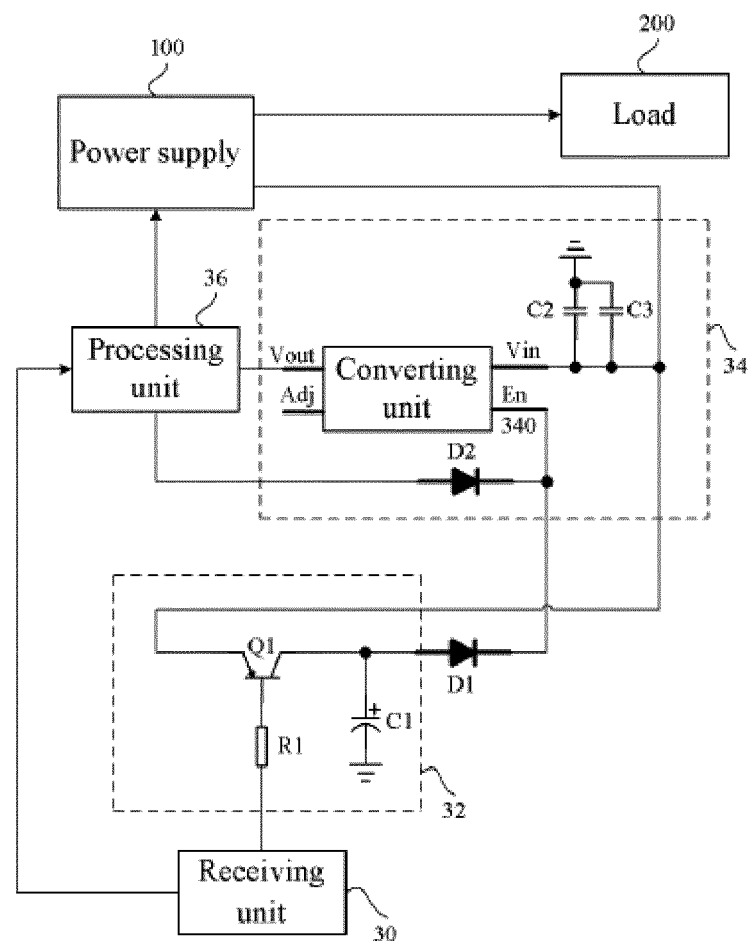 100
200
Power supply
Load
36
34
C2
C3
Processing
unit
Vout
Adj
Converting
unit
Vin
En
340
D2
Q1
D1
C1
R1
32
Receiving
unit
30